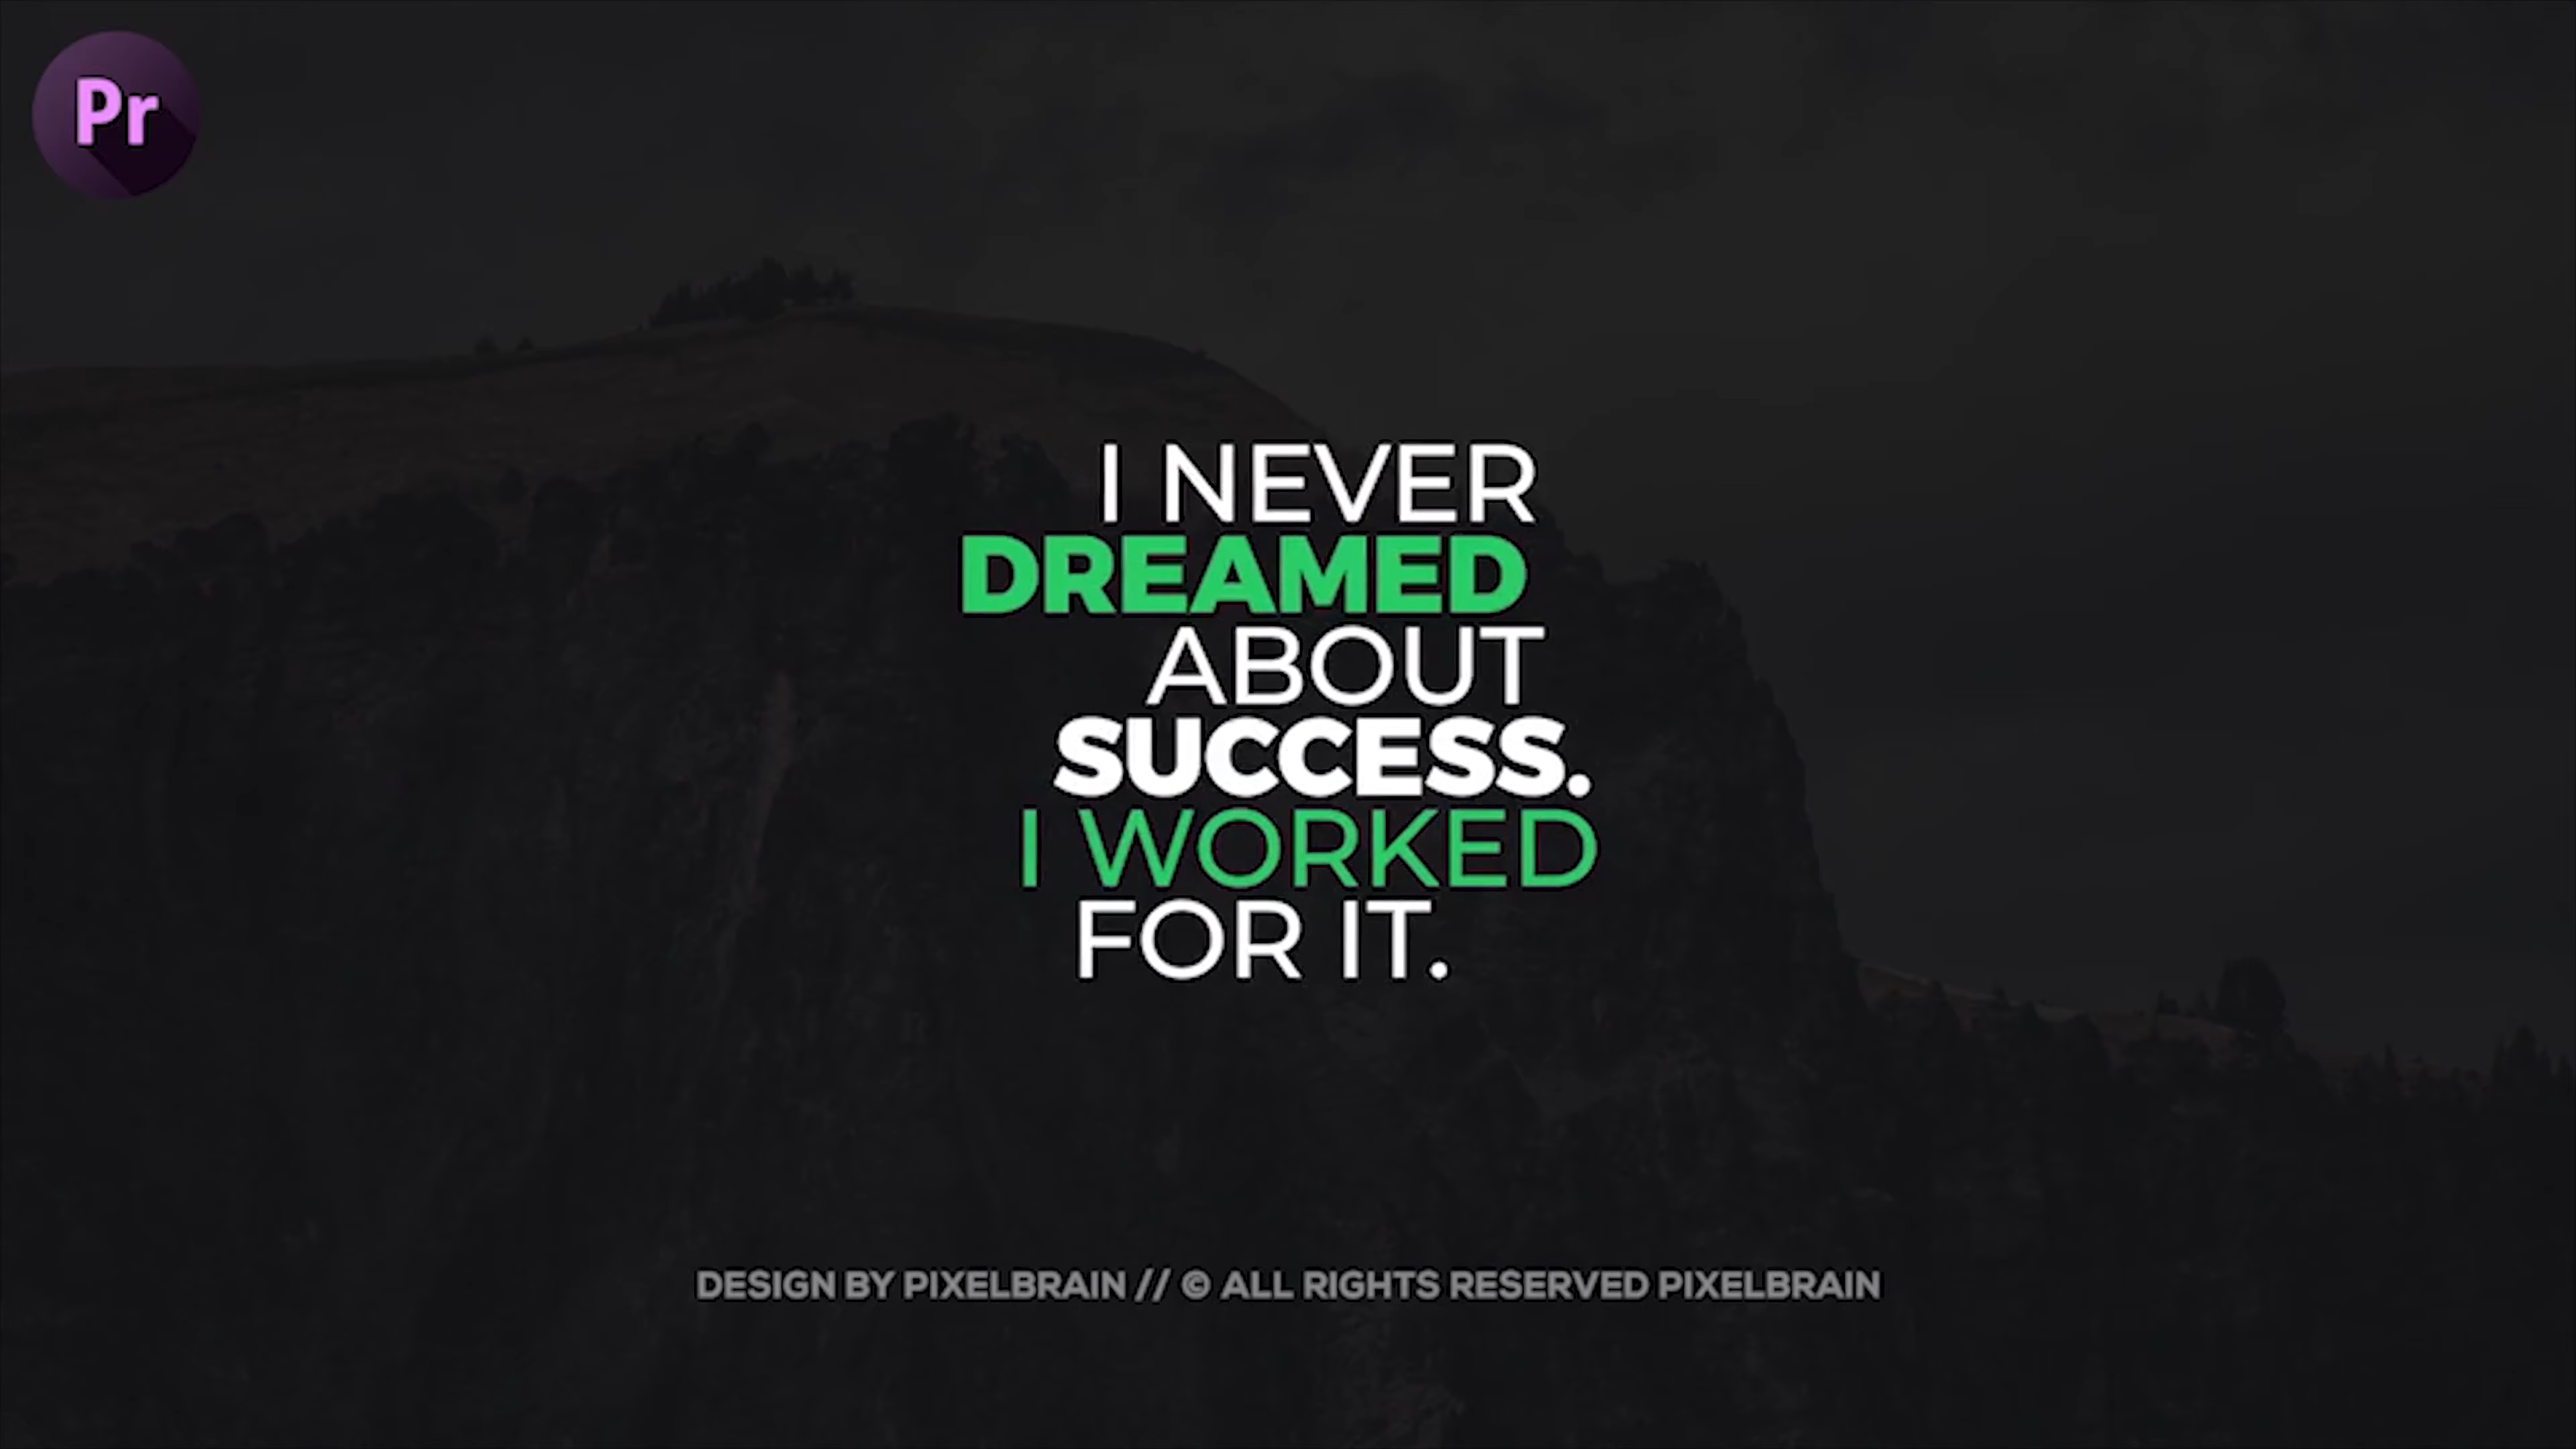 Pr
I NEVER
DREAMED
ABOUT
SUCCESS.
I WORKED
FOR IT.
DESIGN BY PIXELBRAIN // © ALL RIGHTS RESERVED PIXELBRAIN